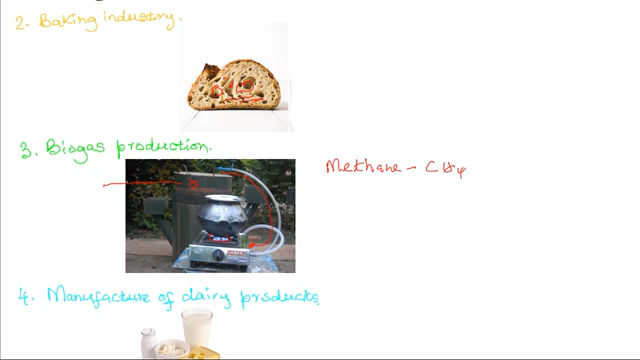 2. Baking industry.
3. Biogas production.
Methane - CH₄
4. Manufacture of dairy products.